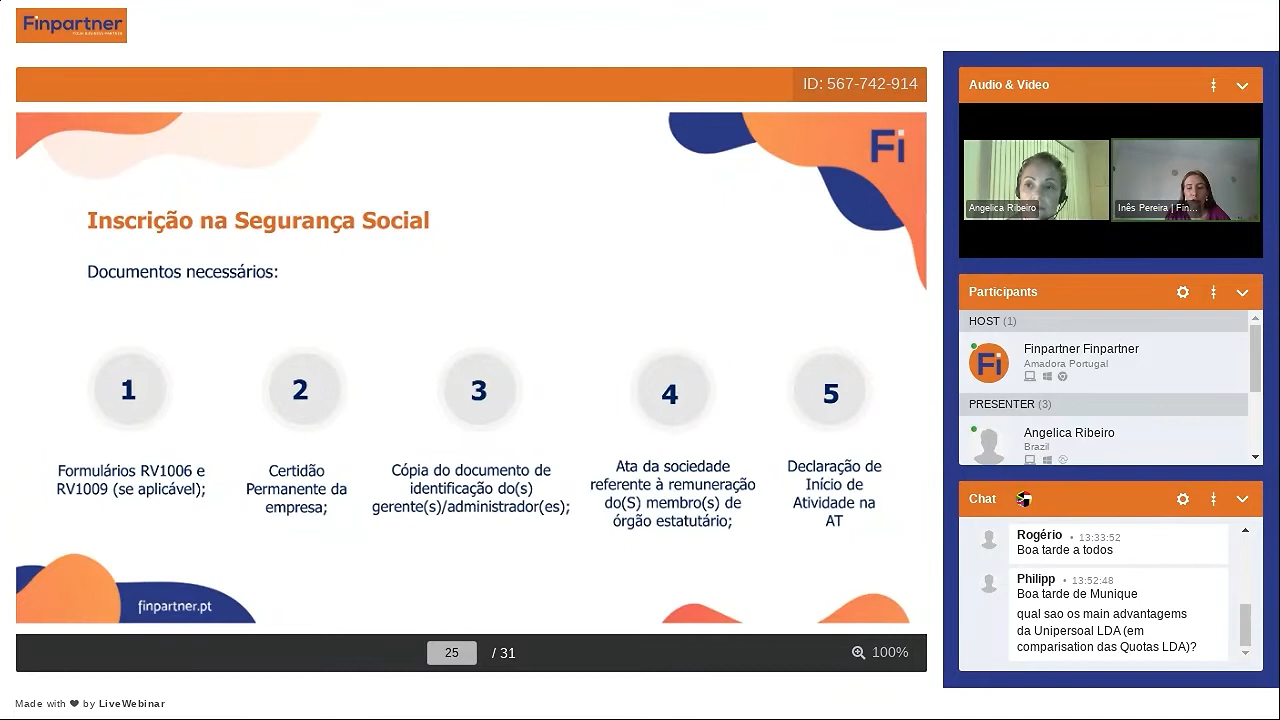 Finpartner
ID: 567-742-914
Fi
Inscrição na Segurança Social
Documentos necessários:
1
2
3
4
5
Formulários RV1006 e
RV1009 (se aplicável);
Certidão
Permanente da
empresa;
Cópia do documento de
identificação do(s)
gerente(s)/administrador(es);
Ata da sociedade
referente à remuneração
do(S) membro(s) de
órgão estatutário;
Declaração de
Início de
Atividade na
AT
finpartner.pt
25 / 31
100%
Made with ❤ by LiveWebinar
Audio & Video
Angelica Ribeiro
Inês Pereira | Fin...
Participants
HOST (1)
Fi
Finpartner Finpartner
Amadora Portugal
PRESENTER (3)
Angelica Ribeiro
Brazil
Chat
Rogério • 13:33:52
Boa tarde a todos
Philipp • 13:52:48
Boa tarde de Munique
qual sao os main advantagems
da Unipersoal LDA (em
comparisation das Quotas LDA)?